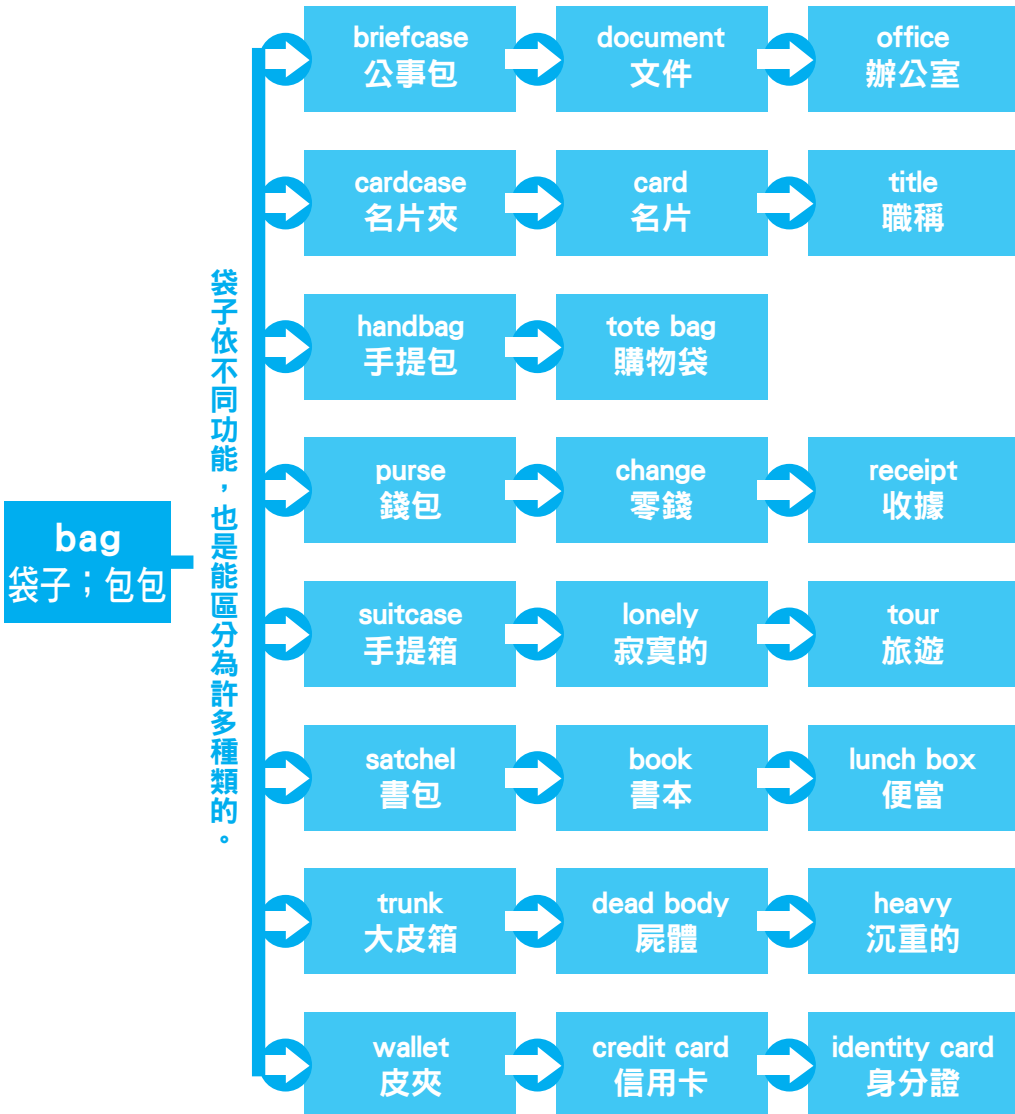 bag
袋子；包包
袋子依不同功能，也是能區分為許多種類的。
briefcase
公事包
document
文件
office
辦公室
cardcase
名片夾
card
名片
title
職稱
handbag
手提包
tote bag
購物袋
purse
錢包
change
零錢
receipt
收據
suitcase
手提箱
lonely
寂寞的
tour
旅遊
satchel
書包
book
書本
lunch box
便當
trunk
大皮箱
dead body
屍體
heavy
沉重的
wallet
皮夾
credit card
信用卡
identity card
身分證